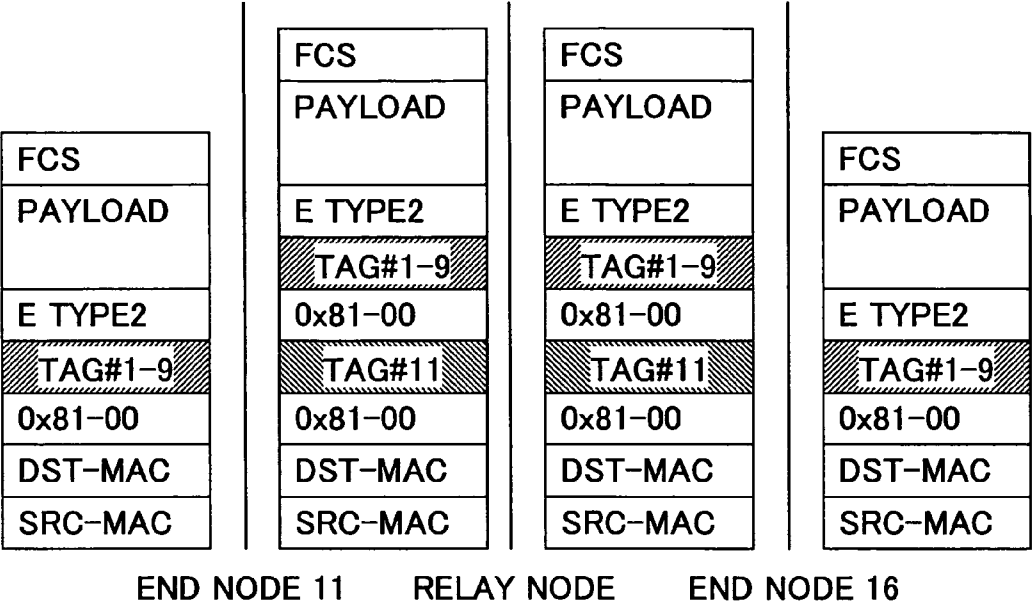 FCS
PAYLOAD
E TYPE2
TAG#1-9
0x81-00
DST-MAC
SRC-MAC
FCS
PAYLOAD
E TYPE2
TAG#1-9
0x81-00
TAG#11
0x81-00
DST-MAC
SRC-MAC
FCS
PAYLOAD
E TYPE2
TAG#1-9
0x81-00
TAG#11
0x81-00
DST-MAC
SRC-MAC
FCS
PAYLOAD
E TYPE2
TAG#1-9
0x81-00
DST-MAC
SRC-MAC
END NODE 11 RELAY NODE END NODE 16